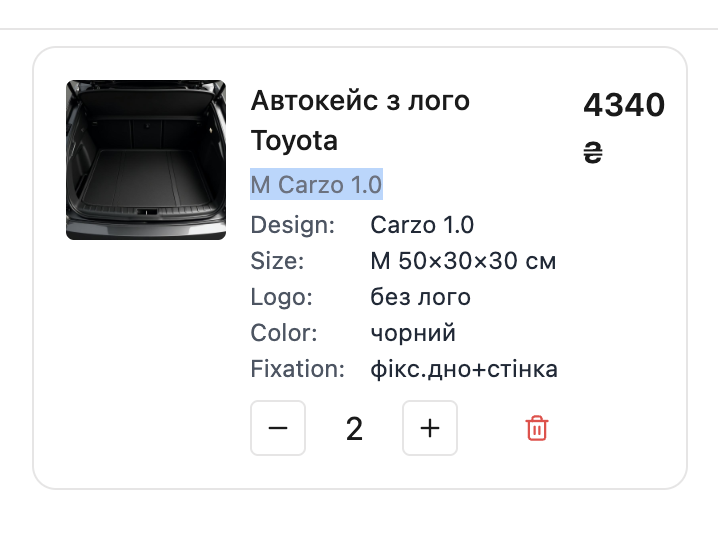 Автокейс з лого
Toyota
4340
₴
M Carzo 1.0
Design: Carzo 1.0
Size: M 50×30×30 см
Logo: без лого
Color: чорний
Fixation: фікс.дно+стінка
− 2 +